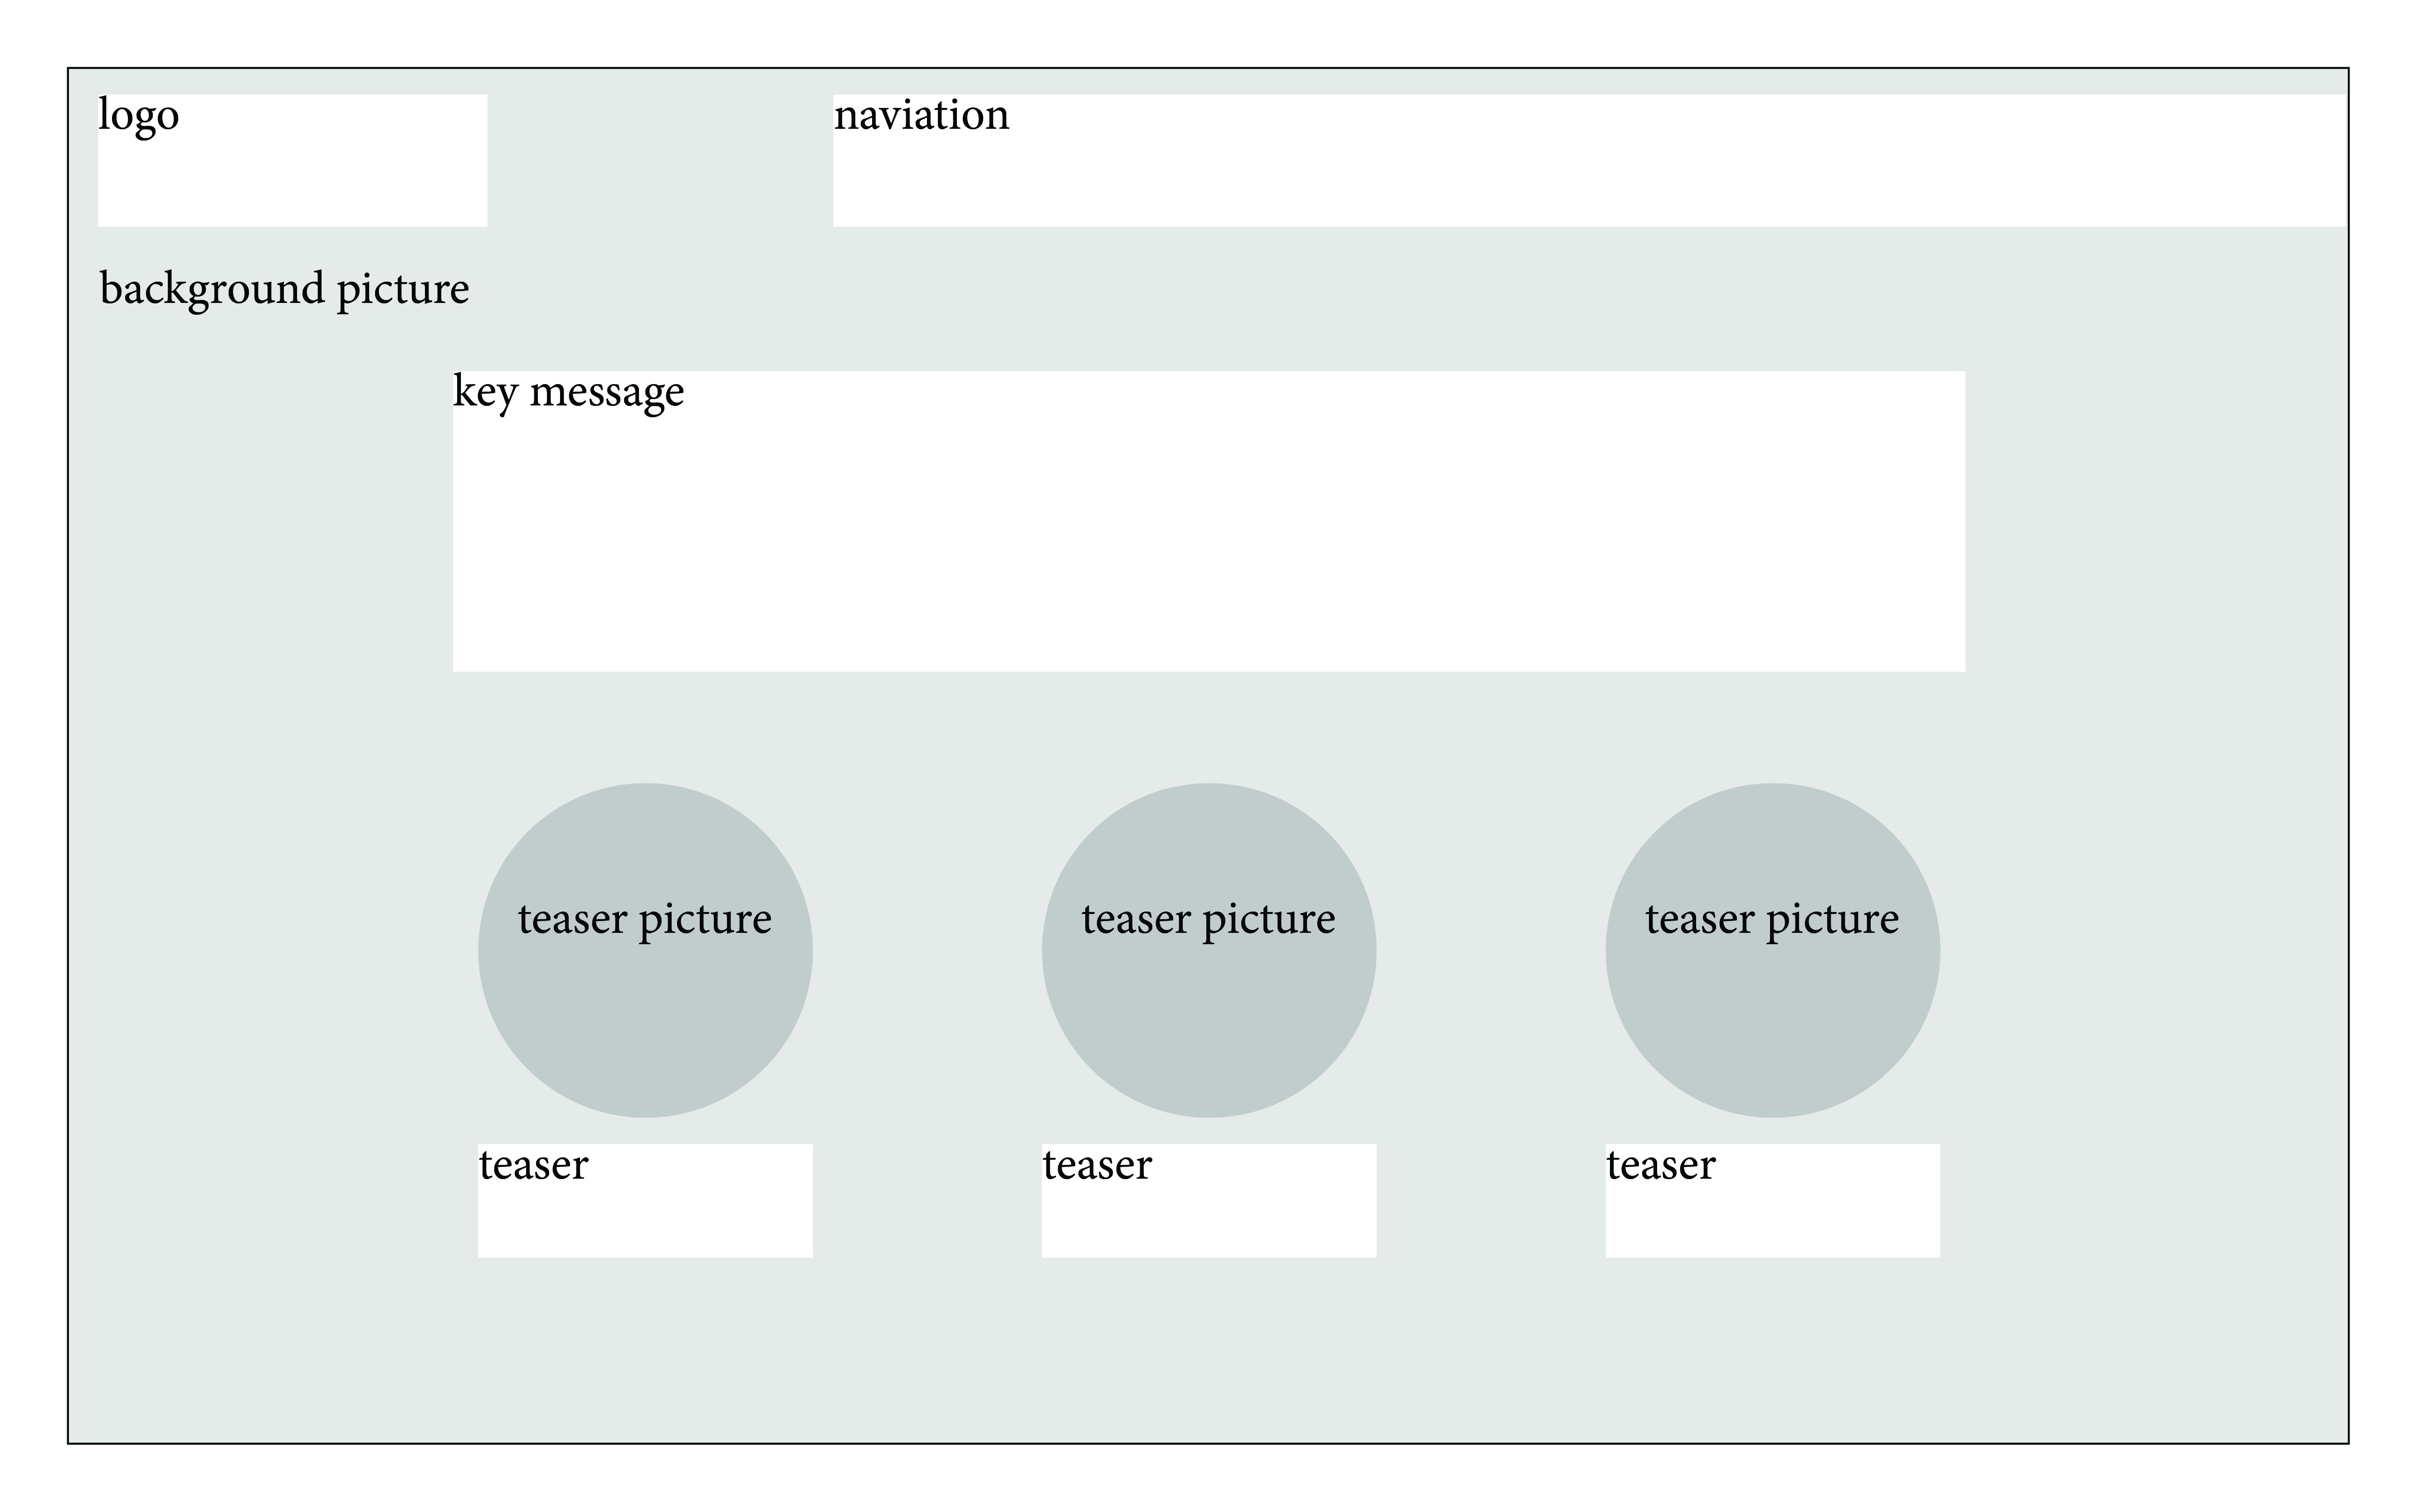 logo
naviation
background picture
key message
teaser picture
teaser picture
teaser picture
teaser
teaser
teaser